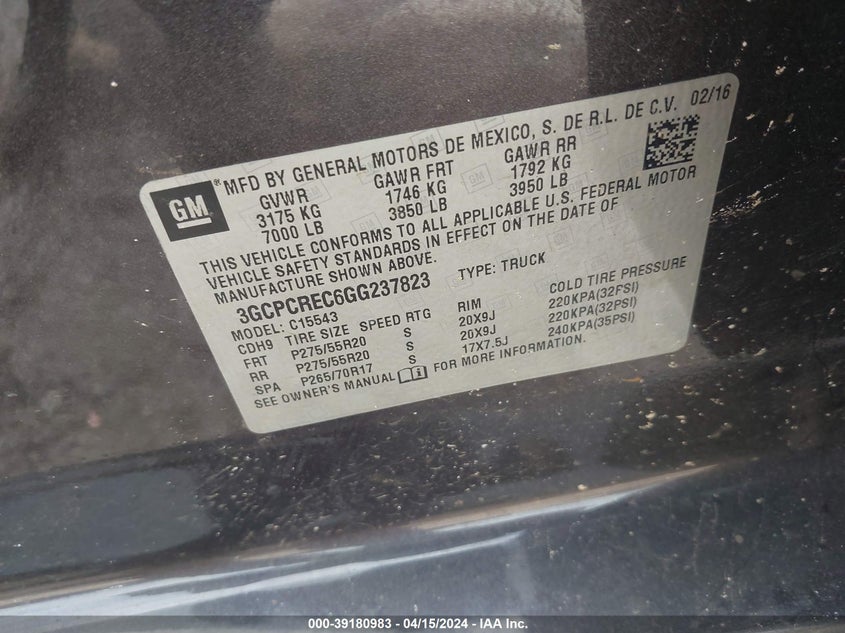 GM ® MFD BY GENERAL MOTORS DE MEXICO, S. DE R.L. DE C.V. 02/16
GVWR GAWR FRT GAWR RR
3175 KG 1746 KG 1792 KG
7000 LB 3850 LB 3950 LB
THIS VEHICLE CONFORMS TO ALL APPLICABLE U.S. FEDERAL MOTOR
VEHICLE SAFETY STANDARDS IN EFFECT ON THE DATE OF
MANUFACTURE SHOWN ABOVE.
3GCPCREC6GG237823 TYPE: TRUCK
MODEL: C15543
CDH9 TIRE SIZE SPEED RTG RIM COLD TIRE PRESSURE
FRT P275/55R20 S 20X9J 220KPA(32PSI)
RR P275/55R20 S 20X9J 220KPA(32PSI)
SPA P265/70R17 S 17X7.5J 240KPA(35PSI)
SEE OWNER'S MANUAL FOR MORE INFORMATION.
000-39180983 - 04/15/2024 - IAA Inc.